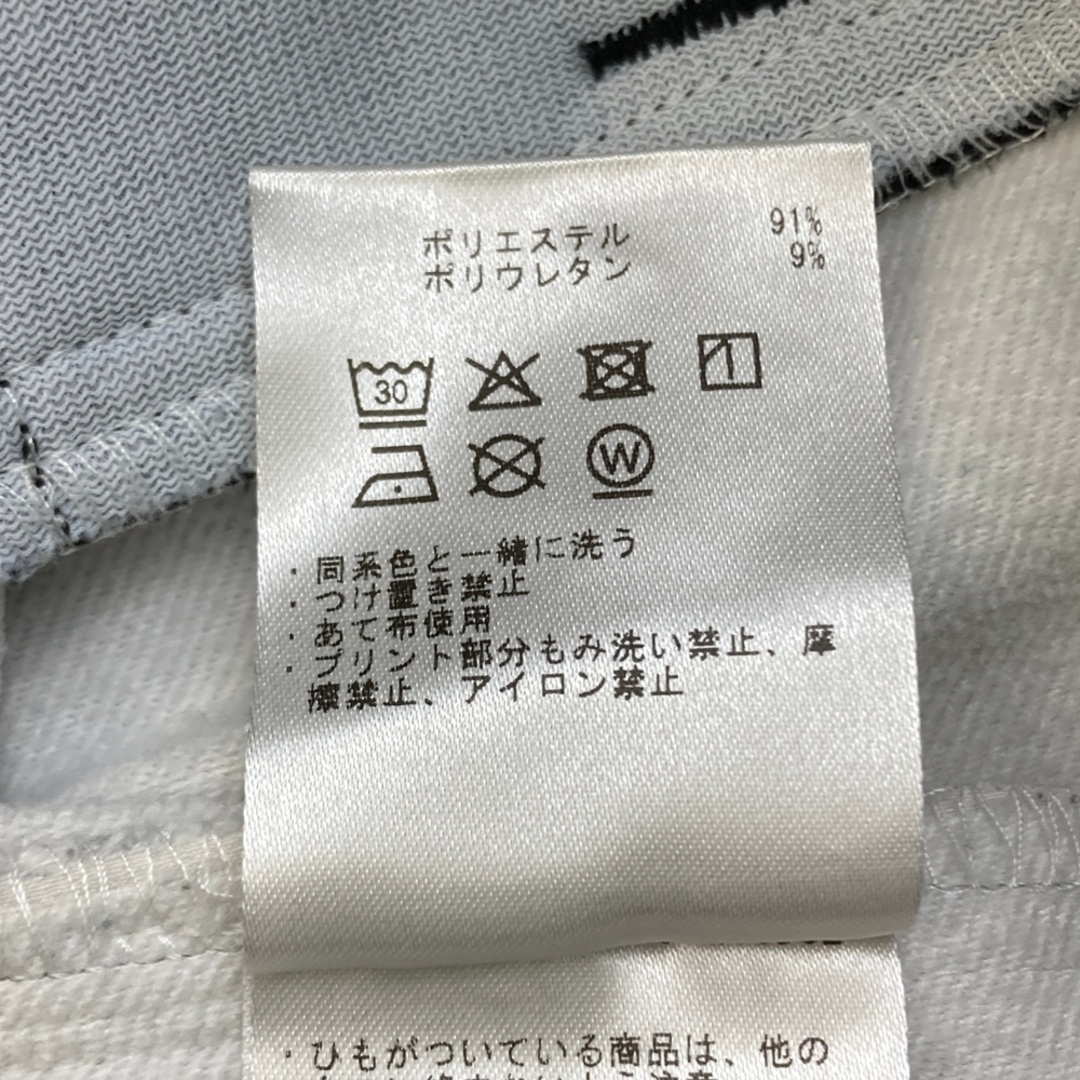 ポリエステル 91%
ポリウレタン 9%
30
W
・同系色と一緒に洗う
・つけ置き禁止
・あて布使用
・プリント部分もみ洗い禁止、摩
擦禁止、アイロン禁止
・ひもがついている商品は、他の